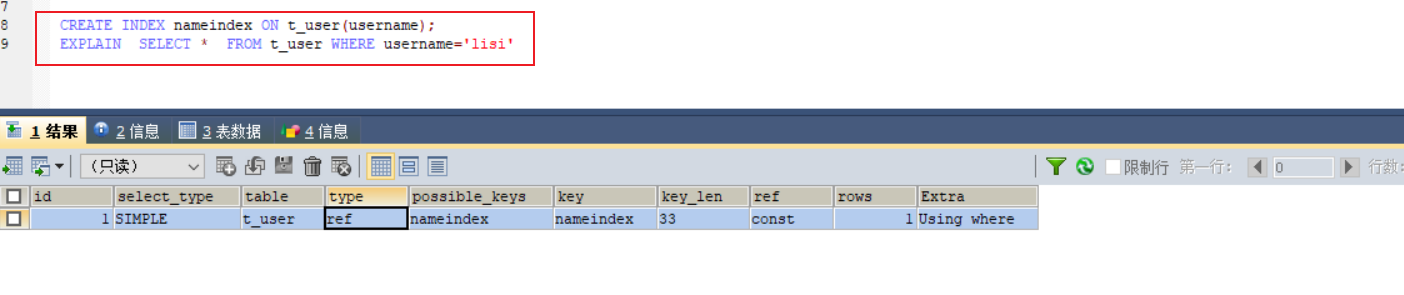 7
8 CREATE INDEX nameindex ON t_user(username);
9 EXPLAIN  SELECT *  FROM t_user WHERE username='lisi'
1 结果 2 信息 3 表数据 4 信息
（只读） 限制行 第一行: 0 行数:
id select_type table type possible_keys key key_len ref rows Extra
1 SIMPLE t_user ref nameindex nameindex 33 const 1 Using where